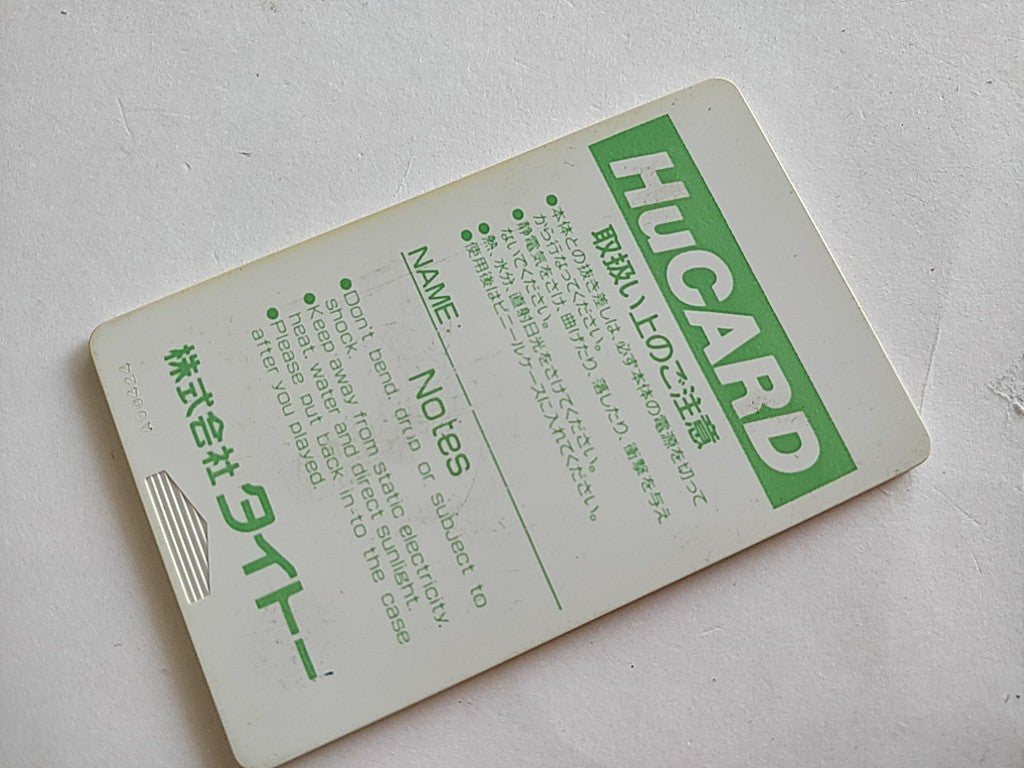 HuCARD
取扱い上のご注意
●本体との抜き差しは、必ず本体の電源を切って
から行なってください。
●静電気をさけ、曲げたり、落したり、衝撃を与え
ないでください。
●熱、水分、直射日光をさけてください。
●使用後はビニールケースに入れてください。
NAME:
Notes
●Don't bend, drop or subject to
shock.
●Keep away from static electricity,
heat, water and direct sunlight.
●Please put back in-to the case
after you played.
株式会社タイトー